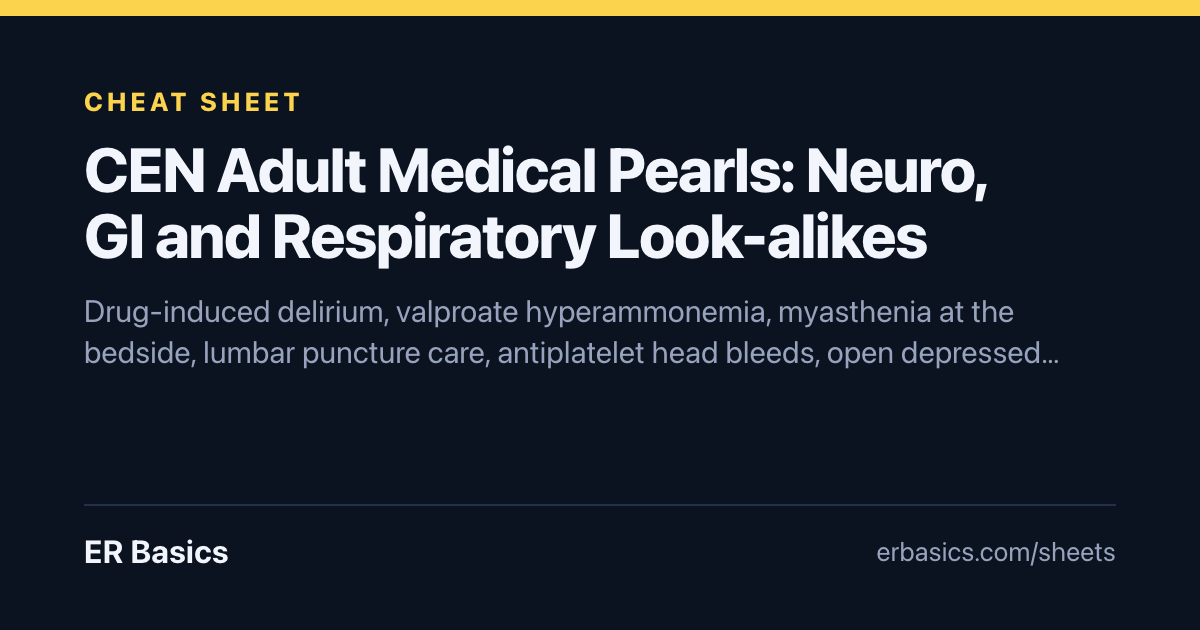 CHEAT SHEET
CEN Adult Medical Pearls: Neuro,
GI and Respiratory Look-alikes
Drug-induced delirium, valproate hyperammonemia, myasthenia at the
bedside, lumbar puncture care, antiplatelet head bleeds, open depressed...
ER Basics
erbasics.com/sheets